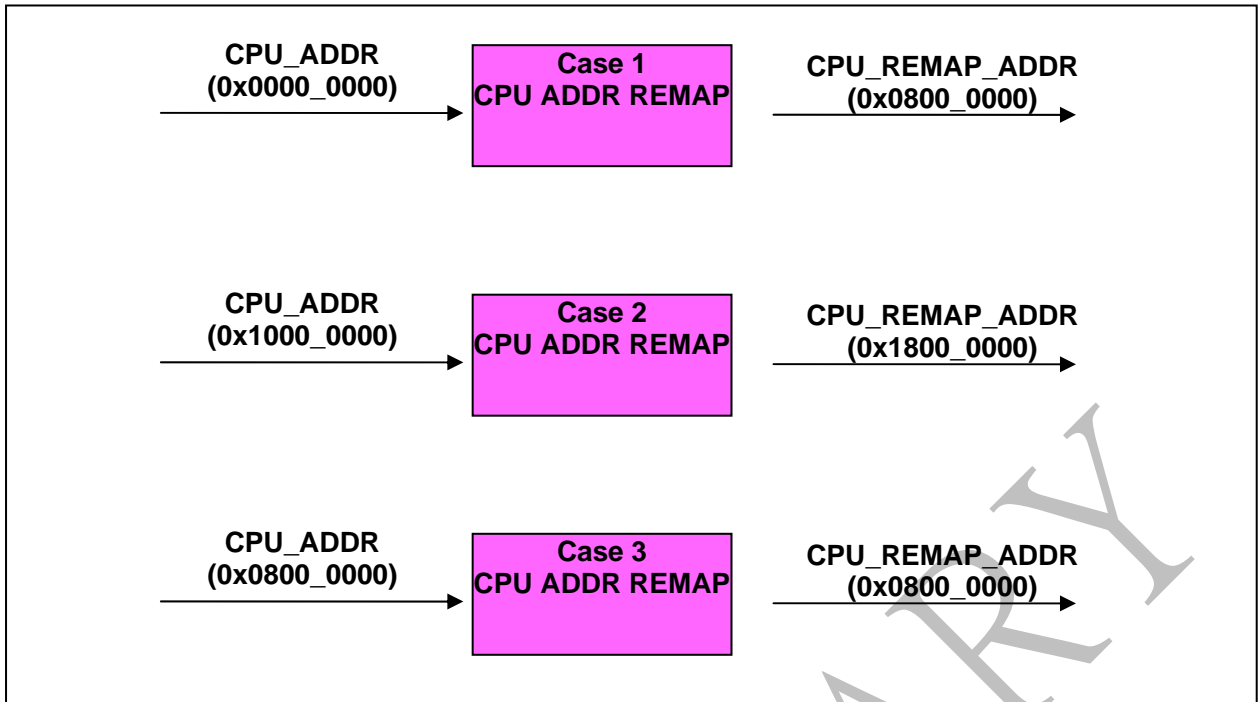 CPU_ADDR
(0x0000_0000)
Case 1
CPU ADDR REMAP
CPU_REMAP_ADDR
(0x0800_0000)
CPU_ADDR
(0x1000_0000)
Case 2
CPU ADDR REMAP
CPU_REMAP_ADDR
(0x1800_0000)
CPU_ADDR
(0x0800_0000)
Case 3
CPU ADDR REMAP
CPU_REMAP_ADDR
(0x0800_0000)
ARY